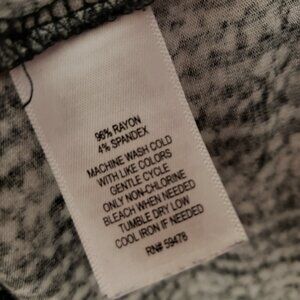 96% RAYON
4% SPANDEX
MACHINE WASH COLD
WITH LIKE COLORS
GENTLE CYCLE
ONLY NON-CHLORINE
BLEACH WHEN NEEDED
TUMBLE DRY LOW
COOL IRON IF NEEDED
RN# 59478